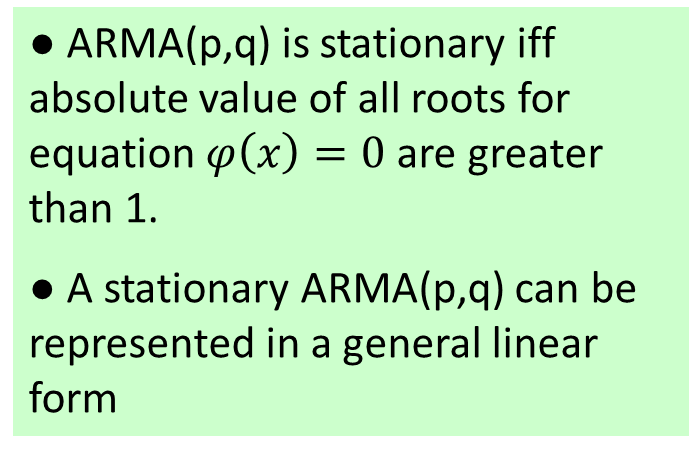 ● ARMA(p,q) is stationary iff
absolute value of all roots for
equation φ(x) = 0 are greater
than 1.
● A stationary ARMA(p,q) can be
represented in a general linear
form